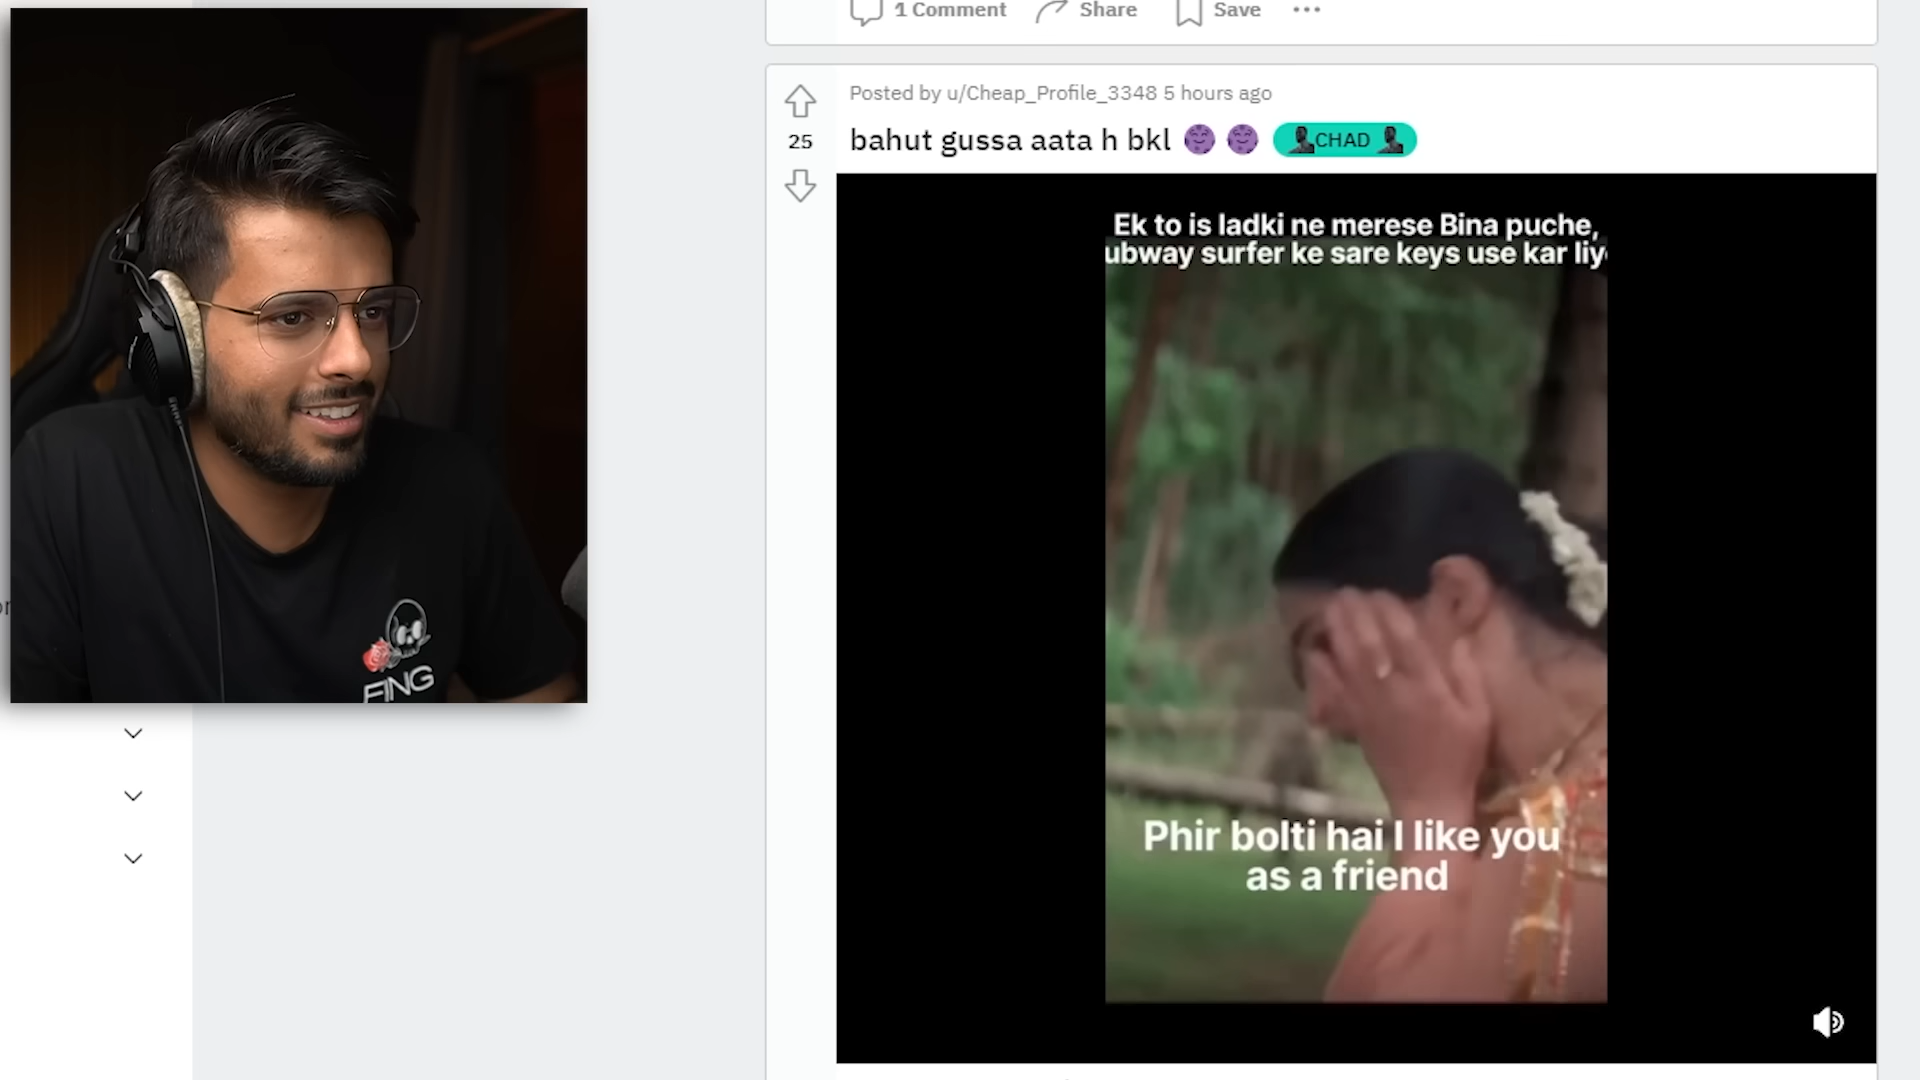 1 Comment Share Save
Posted by u/Cheap_Profile_3348 5 hours ago
25
bahut gussa aata h bkl CHAD
Ek to is ladki ne merese Bina puche,
ubway surfer ke sare keys use kar liy
Phir bolti hai I like you
as a friend
FING